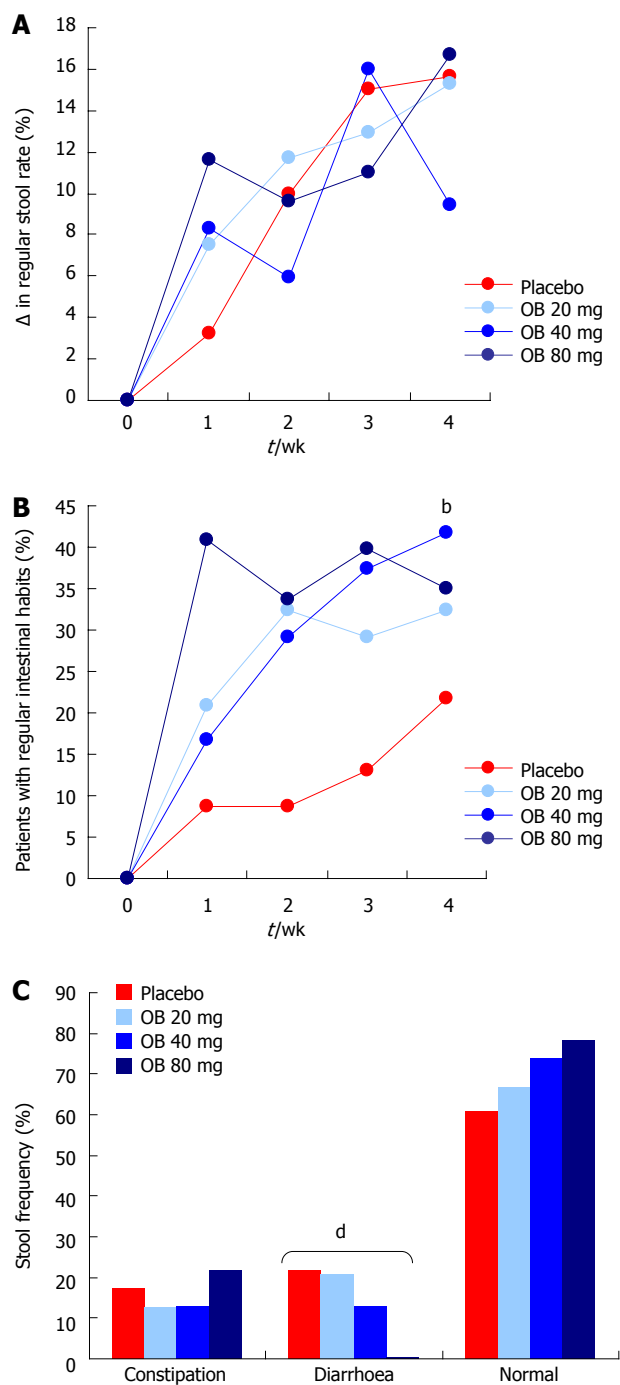 A
18
16
14
12
10
8
6
4
2
0
Δ in regular stool rate (%)
Placebo
OB 20 mg
OB 40 mg
OB 80 mg
0 1 2 3 4
t/wk
B
45
40
35
30
25
20
15
10
5
0
Patients with regular intestinal habits (%)
b
Placebo
OB 20 mg
OB 40 mg
OB 80 mg
0 1 2 3 4
t/wk
C
90
80
70
60
50
40
30
20
10
0
Stool frequency (%)
Placebo
OB 20 mg
OB 40 mg
OB 80 mg
d
Constipation Diarrhoea Normal